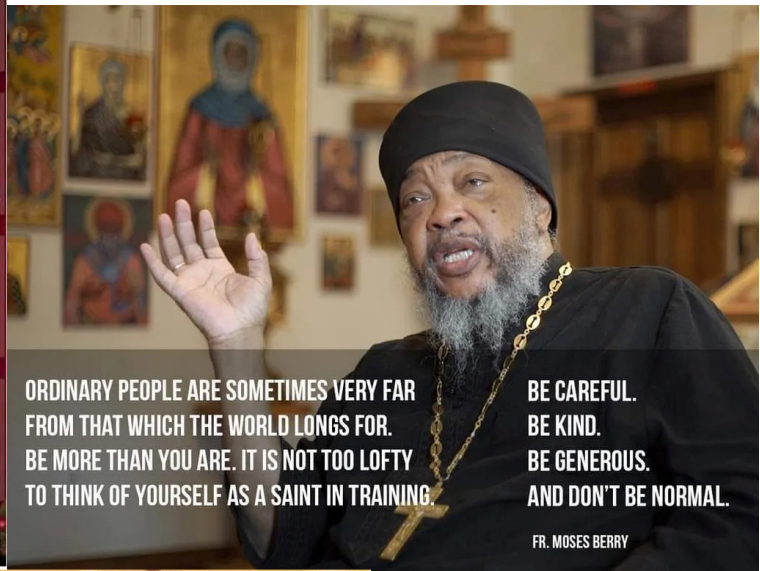 ORDINARY PEOPLE ARE SOMETIMES VERY FAR
FROM THAT WHICH THE WORLD LONGS FOR.
BE MORE THAN YOU ARE. IT IS NOT TOO LOFTY
TO THINK OF YOURSELF AS A SAINT IN TRAINING.
BE CAREFUL.
BE KIND.
BE GENEROUS.
AND DON'T BE NORMAL.
FR. MOSES BERRY